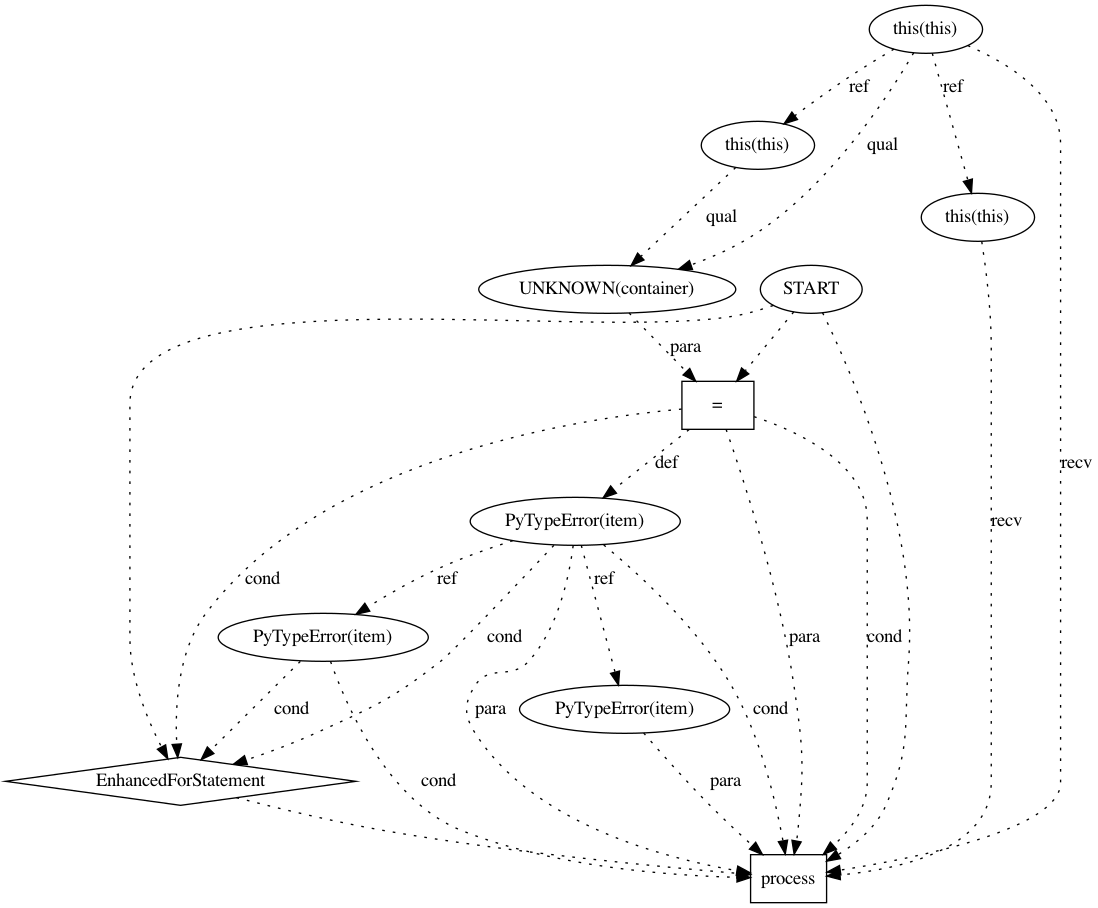 this(this)
ref
ref
this(this)
qual
qual
this(this)
UNKNOWN(container)
START
para
=
def
recv
PyTypeError(item)
recv
cond
ref
ref
PyTypeError(item)
cond
para
cond
cond
para
PyTypeError(item)
cond
EnhancedForStatement
cond
para
process